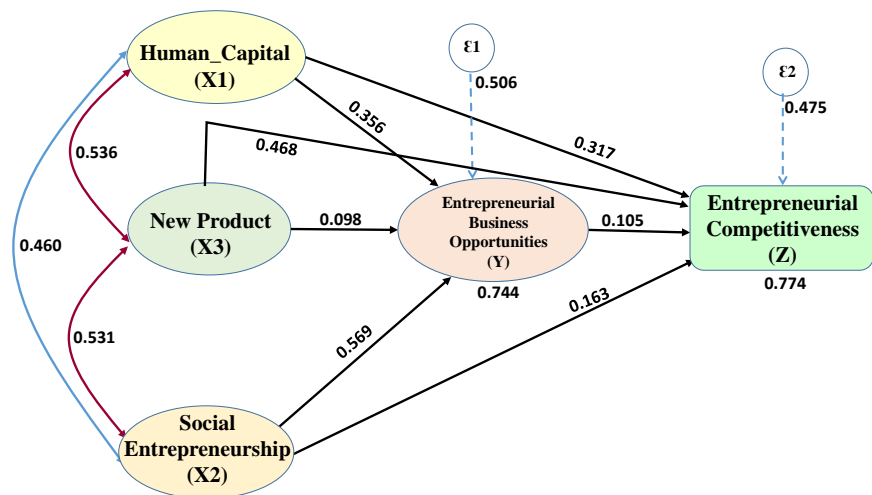 Human_Capital
(X1)
ε1
0.506
ε2
0.475
0.356
0.317
0.536
0.468
New Product
(X3)
0.098
Entrepreneurial
Business
Opportunities
(Y)
0.744
0.105
Entrepreneurial
Competitiveness
(Z)
0.774
0.460
0.531
0.569
0.163
Social
Entrepreneurship
(X2)